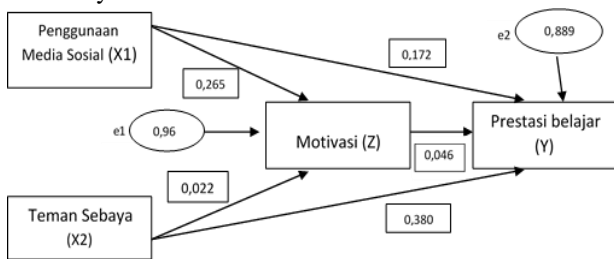 Penggunaan
Media Sosial (X1)
e2
0,889
0,172
0,265
e1
0,96
Motivasi (Z)
Prestasi belajar
(Y)
0,046
0,022
0,380
Teman Sebaya
(X2)